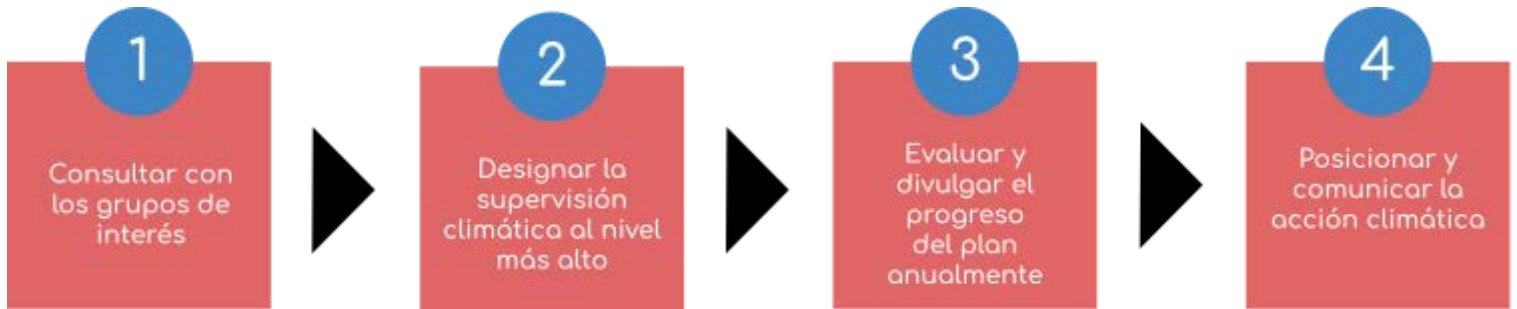 1
Consultar con
los grupos de
interés
2
Designar la
supervisión
climática al nivel
más alto
3
Evaluar y
divulgar el
progreso
del plan
anualmente
4
Posicionar y
comunicar la
acción climática